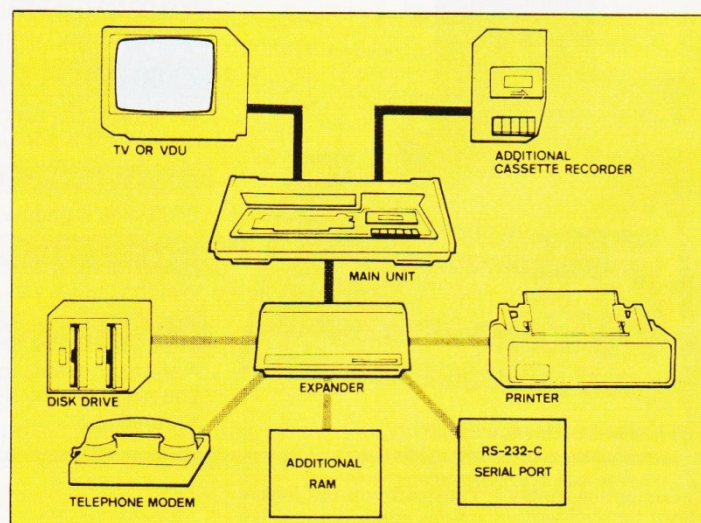 TV OR VDU
ADDITIONAL
CASSETTE RECORDER
MAIN UNIT
DISK DRIVE
EXPANDER
PRINTER
TELEPHONE MODEM
ADDITIONAL
RAM
RS-232-C
SERIAL PORT